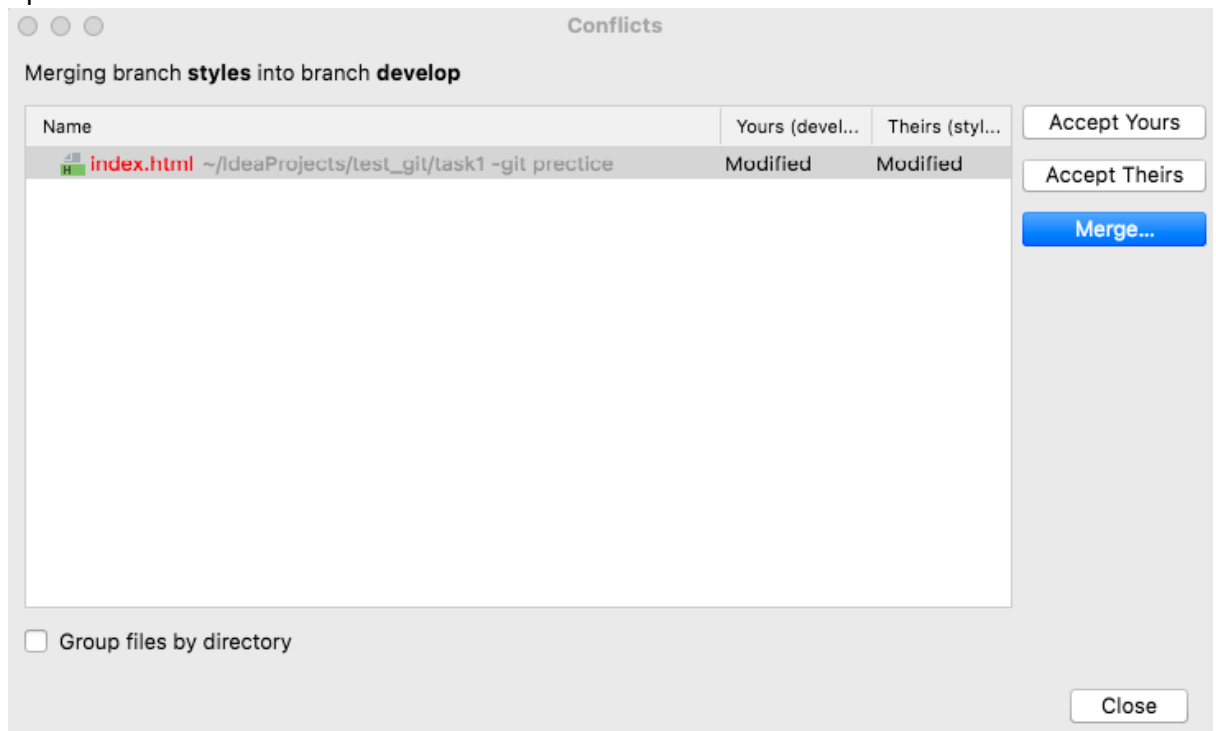 Conflicts
Merging branch styles into branch develop
Name Yours (devel... Theirs (styl...
index.html ~/IdeaProjects/test_git/task1 -git prectice Modified Modified
Accept Yours
Accept Theirs
Merge...
Group files by directory
Close